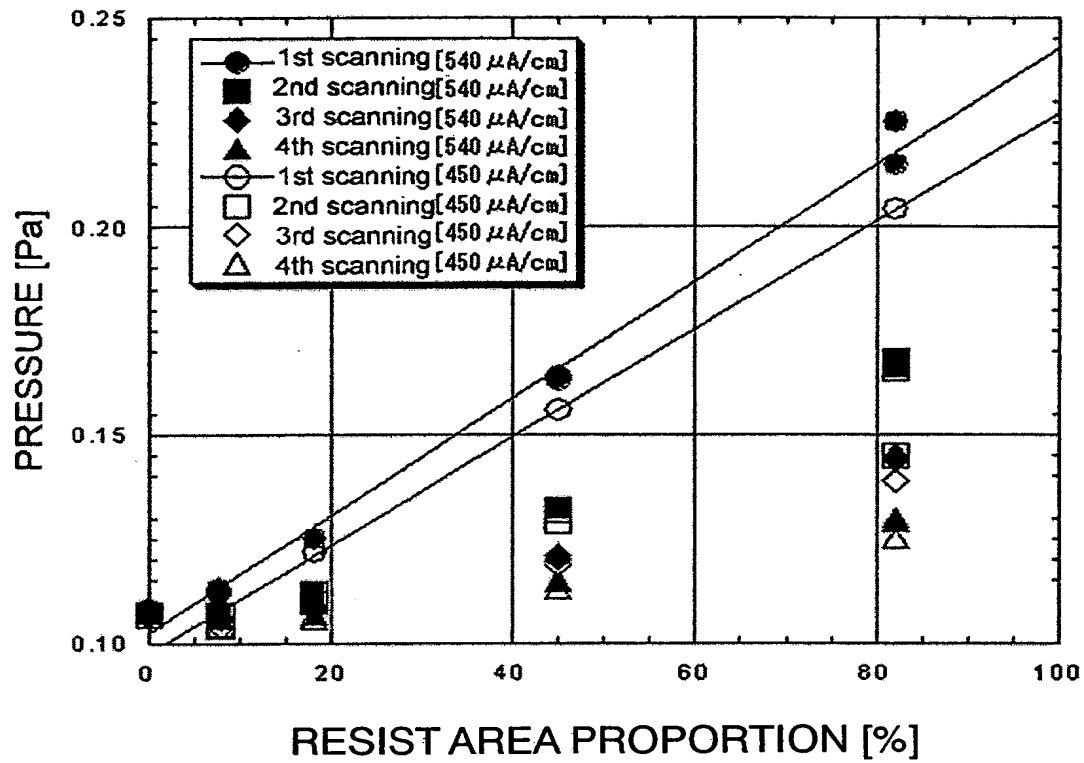 0.25
1st scanning [540 μA/cm]
2nd scanning [540 μA/cm]
3rd scanning [540 μA/cm]
4th scanning [540 μA/cm]
1st scanning [450 μA/cm]
2nd scanning [450 μA/cm]
3rd scanning [450 μA/cm]
4th scanning [450 μA/cm]
PRESSURE [Pa]
0.20
0.15
0.10
0 20 40 60 80 100
RESIST AREA PROPORTION [%]